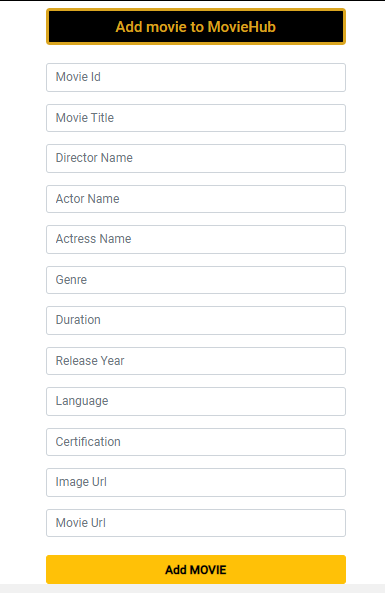 Add movie to MovieHub
Movie Id
Movie Title
Director Name
Actor Name
Actress Name
Genre
Duration
Release Year
Language
Certification
Image Url
Movie Url
Add MOVIE